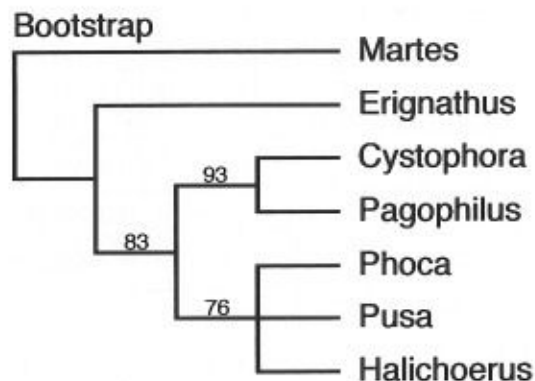 Bootstrap
Martes
Erignathus
Cystophora
93
Pagophilus
83
Phoca
76
Pusa
Halichoerus